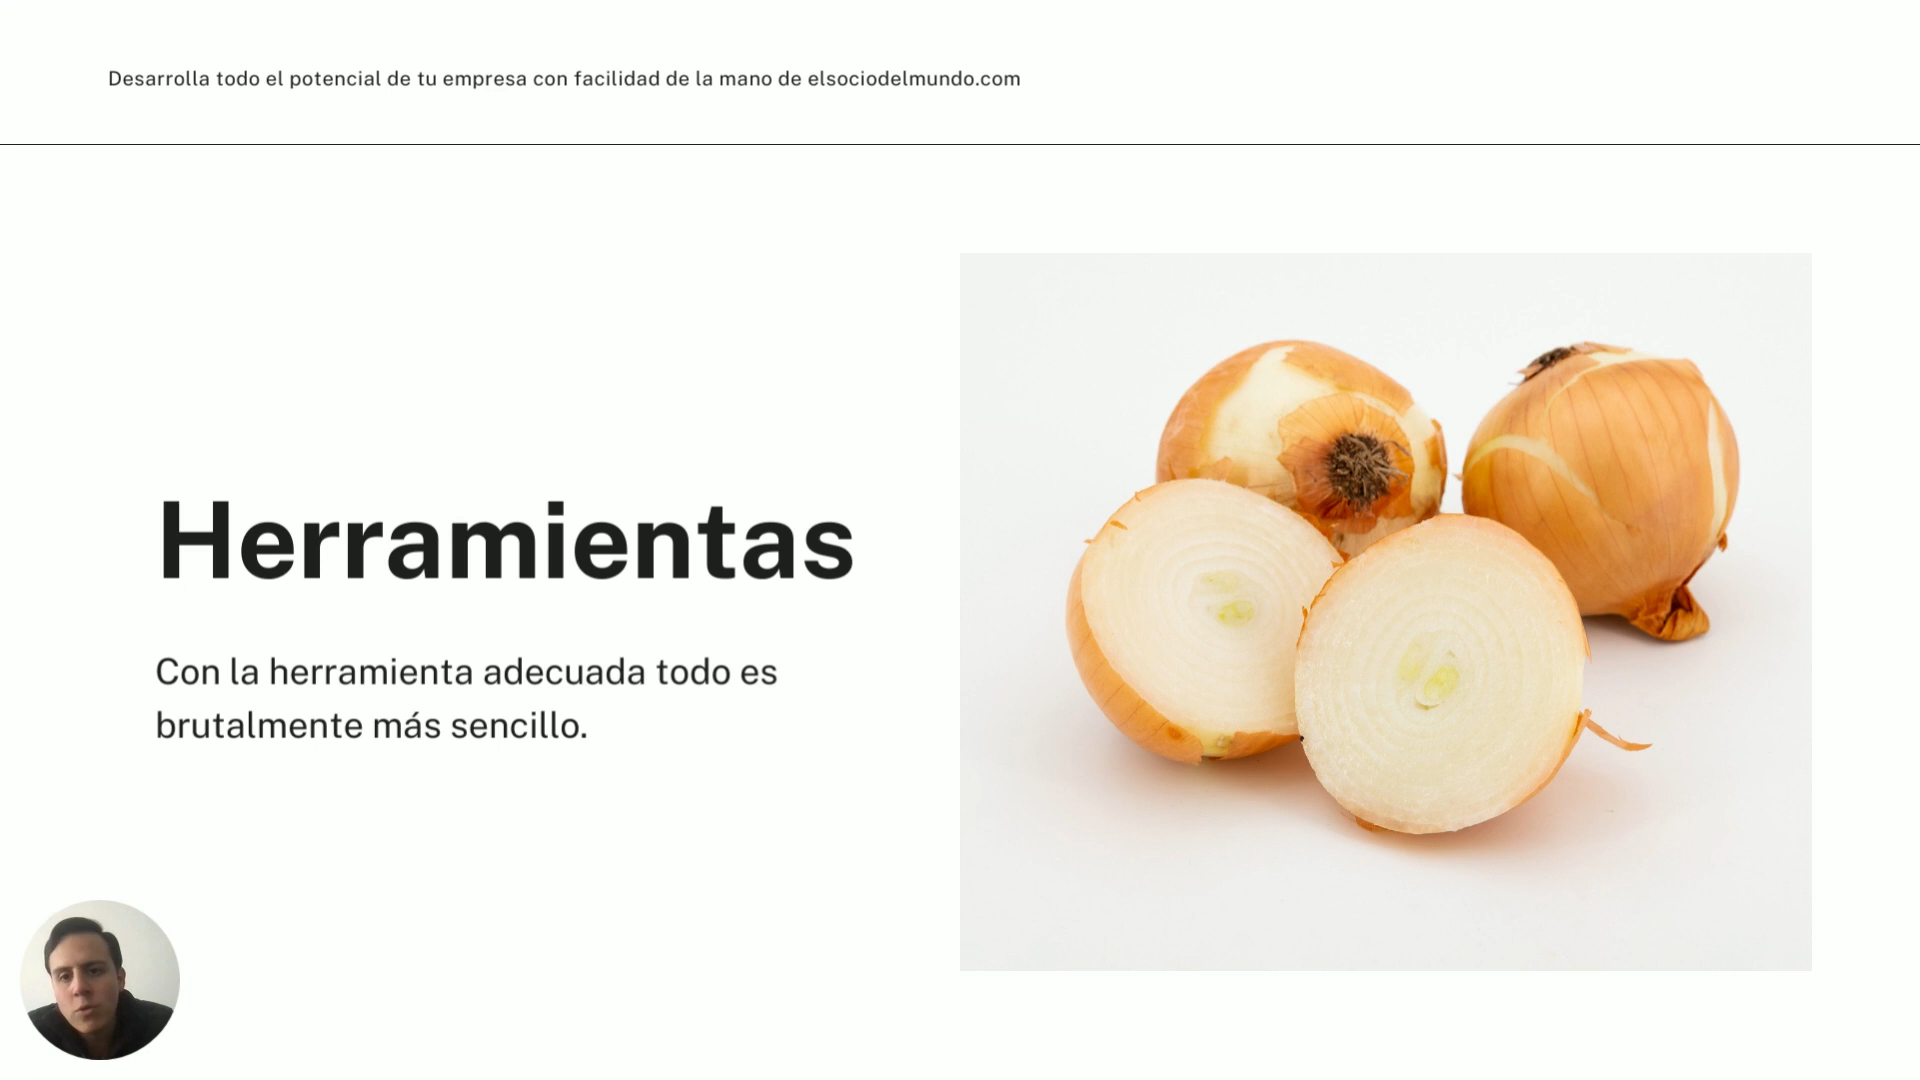 Desarrolla todo el potencial de tu empresa con facilidad de la mano de elsociodelmundo.com
Herramientas
Con la herramienta adecuada todo es
brutalmente más sencillo.